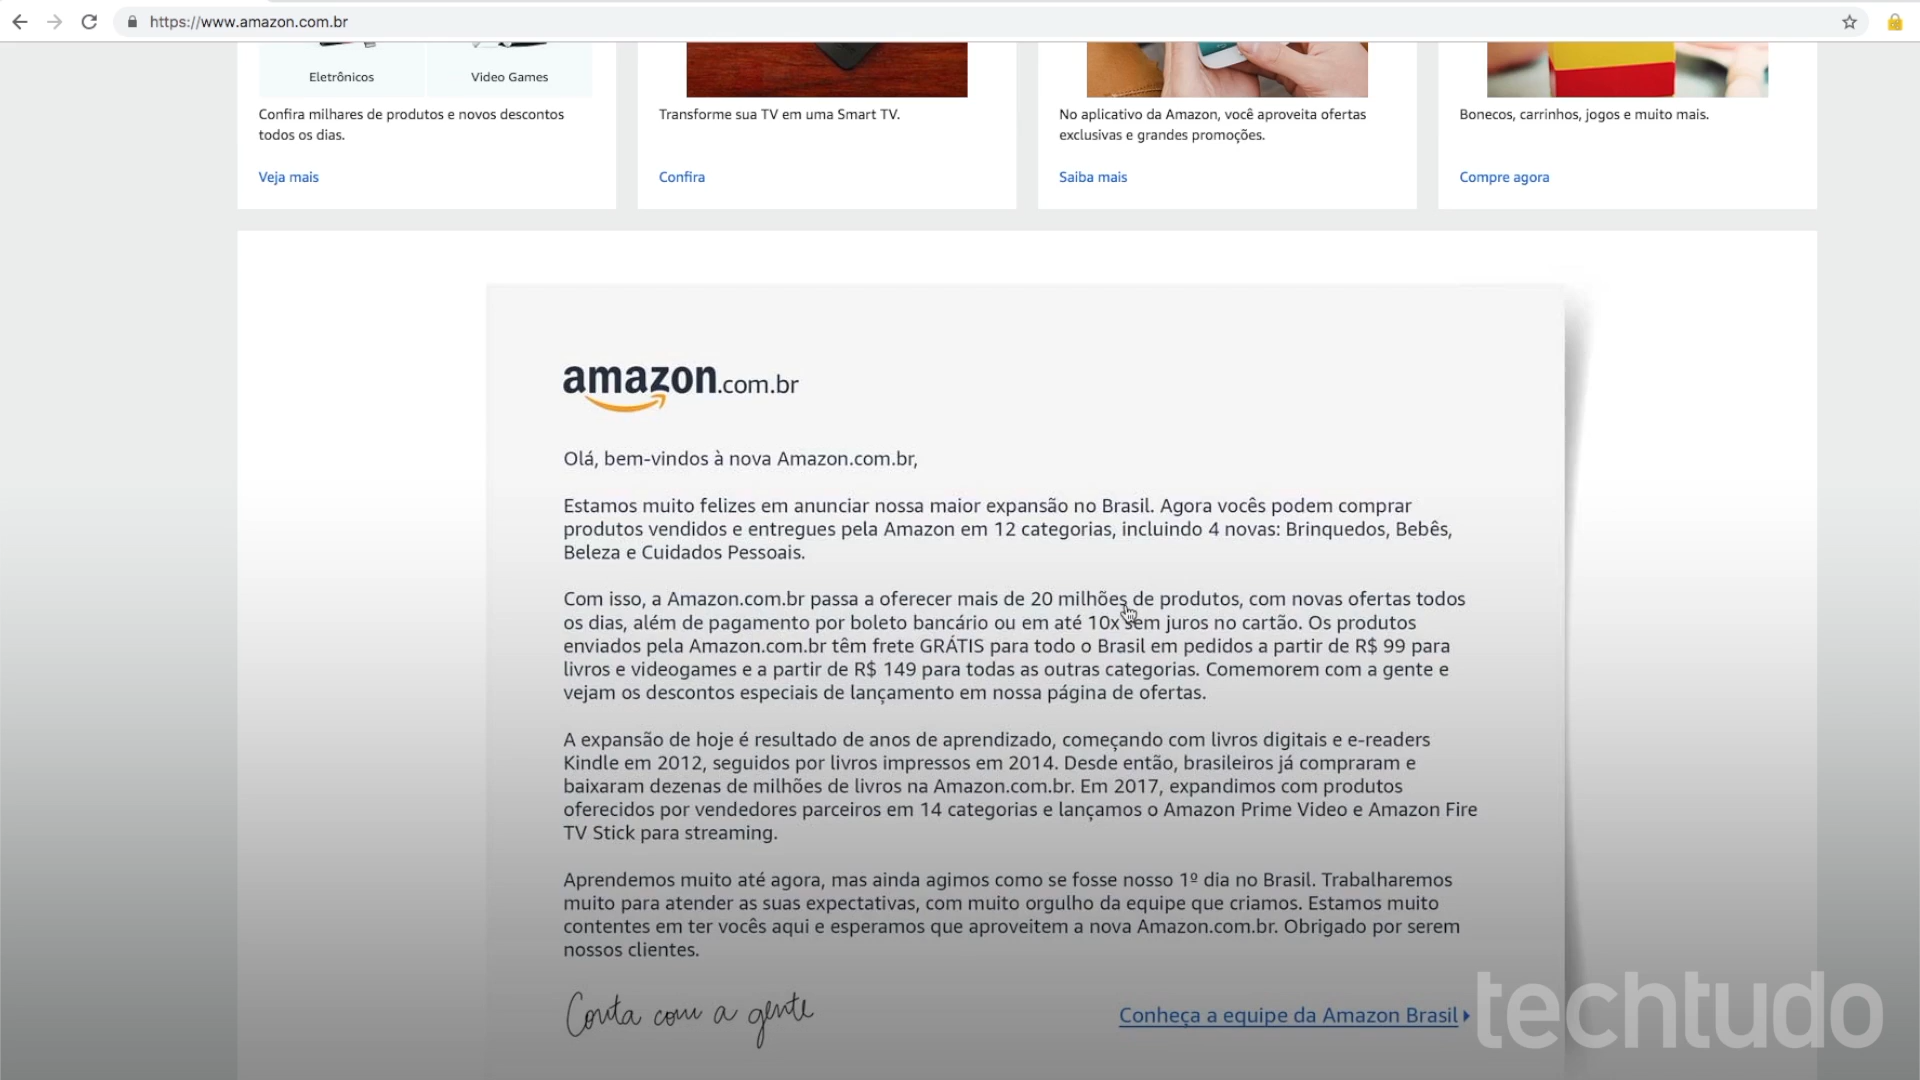 https://www.amazon.com.br
Eletrônicos
Video Games
Confira milhares de produtos e novos descontos
todos os dias.
Veja mais
Transforme sua TV em uma Smart TV.
Confira
No aplicativo da Amazon, você aproveita ofertas
exclusivas e grandes promoções.
Saiba mais
Bonecos, carrinhos, jogos e muito mais.
Compre agora
amazon.com.br
Olá, bem-vindos à nova Amazon.com.br,
Estamos muito felizes em anunciar nossa maior expansão no Brasil. Agora vocês podem comprar
produtos vendidos e entregues pela Amazon em 12 categorias, incluindo 4 novas: Brinquedos, Bebês,
Beleza e Cuidados Pessoais.
Com isso, a Amazon.com.br passa a oferecer mais de 20 milhões de produtos, com novas ofertas todos
os dias, além de pagamento por boleto bancário ou em até 10x sem juros no cartão. Os produtos
enviados pela Amazon.com.br têm frete GRÁTIS para todo o Brasil em pedidos a partir de R$ 99 para
livros e videogames e a partir de R$ 149 para todas as outras categorias. Comemorem com a gente e
vejam os descontos especiais de lançamento em nossa página de ofertas.
A expansão de hoje é resultado de anos de aprendizado, começando com livros digitais e e-readers
Kindle em 2012, seguidos por livros impressos em 2014. Desde então, brasileiros já compraram e
baixaram dezenas de milhões de livros na Amazon.com.br. Em 2017, expandimos com produtos
oferecidos por vendedores parceiros em 14 categorias e lançamos o Amazon Prime Video e Amazon Fire
TV Stick para streaming.
Aprendemos muito até agora, mas ainda agimos como se fosse nosso 1º dia no Brasil. Trabalharemos
muito para atender as suas expectativas, com muito orgulho da equipe que criamos. Estamos muito
contentes em ter vocês aqui e esperamos que aproveitem a nova Amazon.com.br. Obrigado por serem
nossos clientes.
Conta com a gente
Conheça a equipe da Amazon Brasil
techtudo